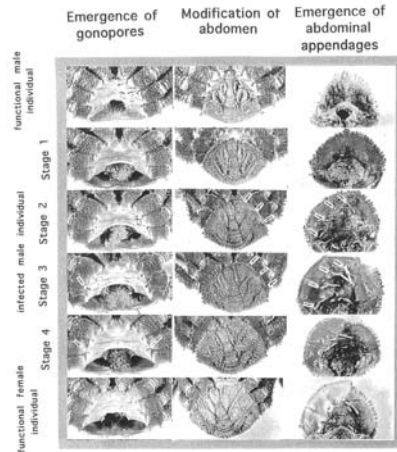 Emergence of
gonopores
Modification of
abdomen
Emergence of
abdominal
appendages
functional male
individual
Stage 1
Stage 2
infected male individual
Stage 3
Stage 4
functional female
individual